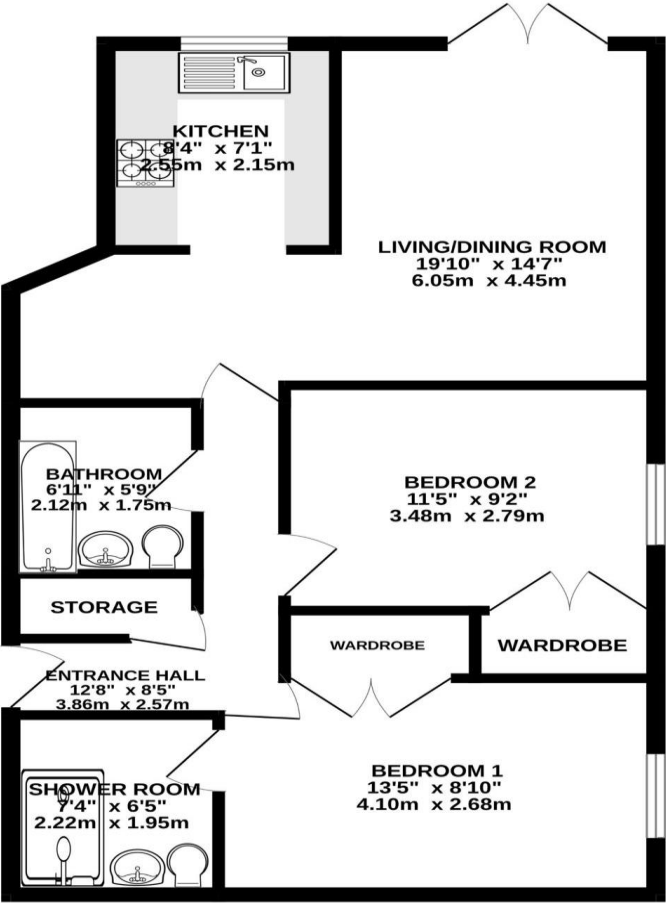 KITCHEN
8'4" x 7'1"
2.55m x 2.15m
LIVING/DINING ROOM
19'10" x 14'7"
6.05m x 4.45m
BATHROOM
6'11" x 5'9"
2.12m x 1.75m
BEDROOM 2
11'5" x 9'2"
3.48m x 2.79m
STORAGE
WARDROBE
WARDROBE
ENTRANCE HALL
12'8" x 8'5"
3.86m x 2.57m
BEDROOM 1
13'5" x 8'10"
4.10m x 2.68m
SHOWER ROOM
7'4" x 6'5"
2.22m x 1.95m